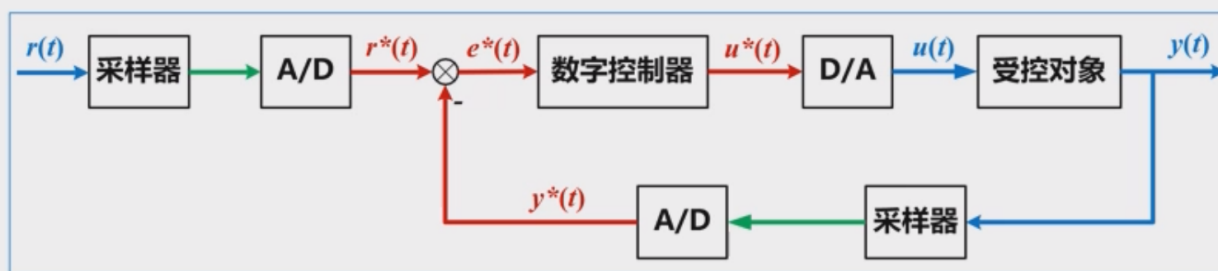 r(t) 采样器 A/D r*(t) e*(t) 数字控制器 u*(t) D/A u(t) 受控对象 y(t)
-
y*(t) A/D 采样器